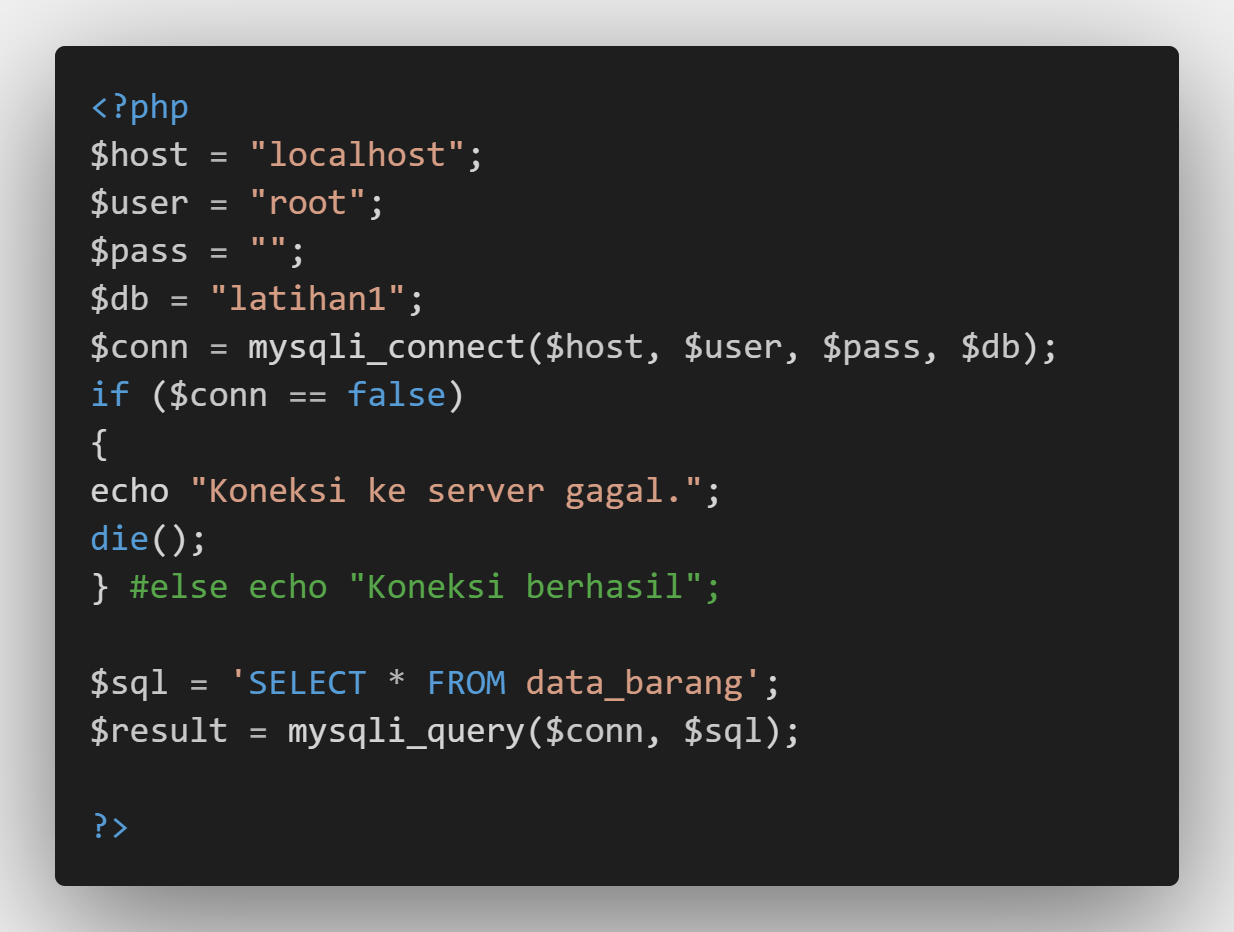 <?php
$host = "localhost";
$user = "root";
$pass = "";
$db = "latihan1";
$conn = mysqli_connect($host, $user, $pass, $db);
if ($conn == false)
{
echo "Koneksi ke server gagal.";
die();
} #else echo "Koneksi berhasil";
$sql = 'SELECT * FROM data_barang';
$result = mysqli_query($conn, $sql);
?>